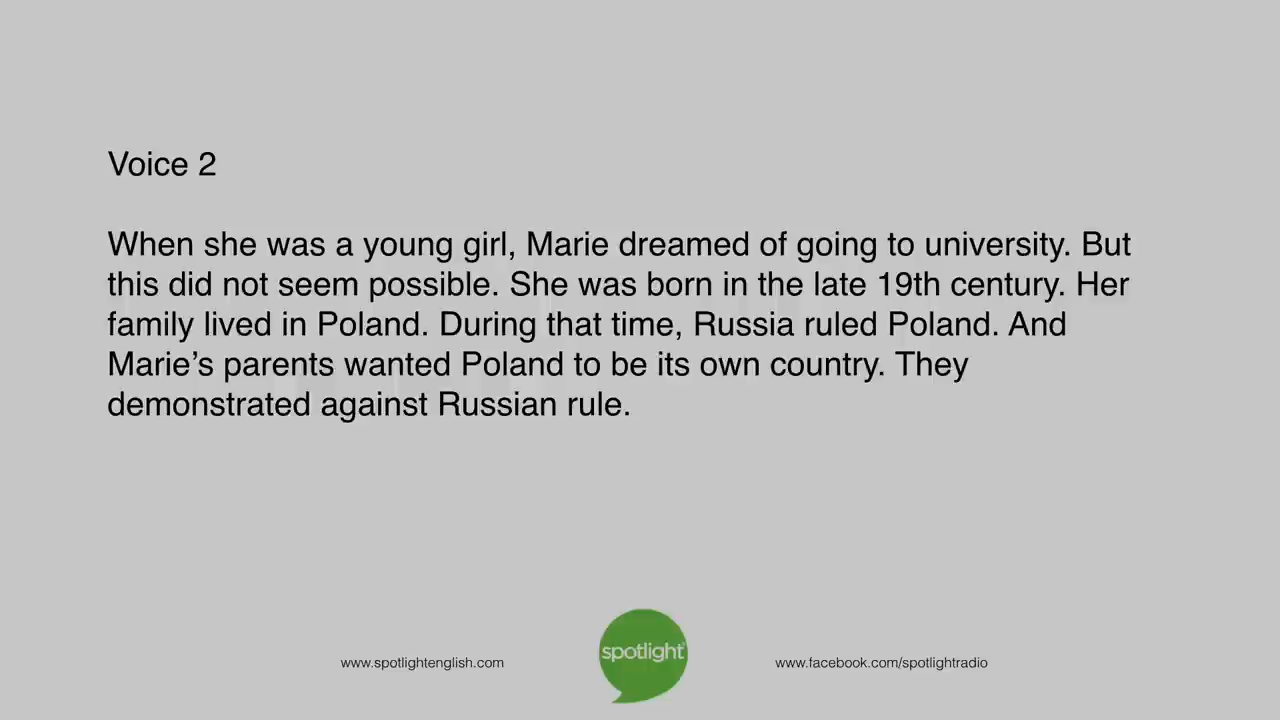 Voice 2
When she was a young girl, Marie dreamed of going to university. But
this did not seem possible. She was born in the late 19th century. Her
family lived in Poland. During that time, Russia ruled Poland. And
Marie’s parents wanted Poland to be its own country. They
demonstrated against Russian rule.
spotlight
www.spotlightenglish.com
www.facebook.com/spotlightradio